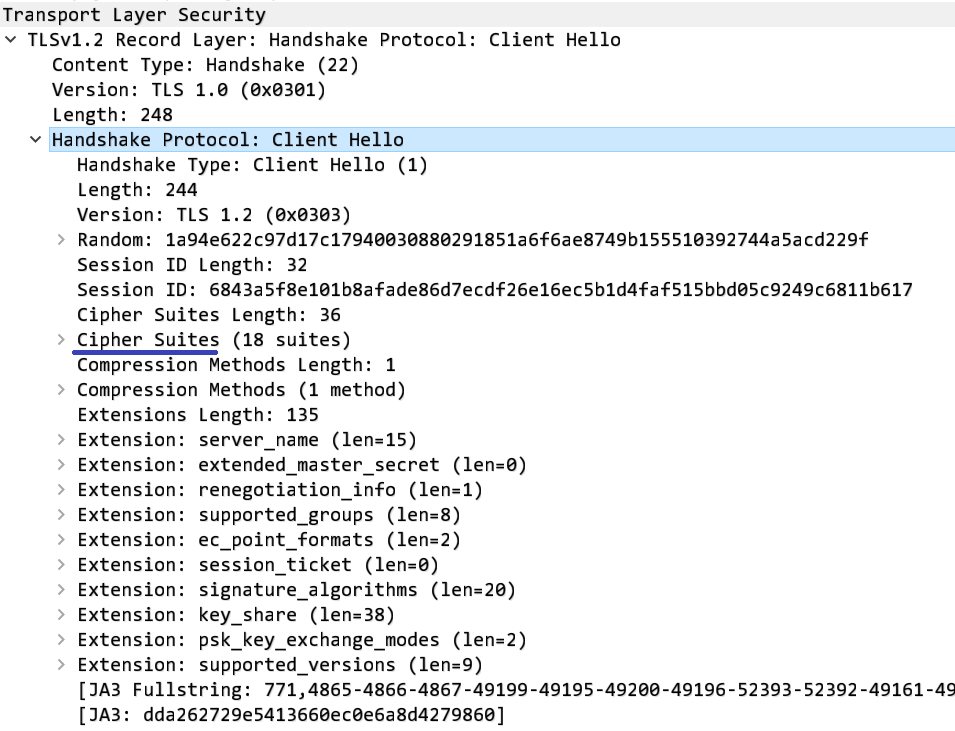 Transport Layer Security
TLSv1.2 Record Layer: Handshake Protocol: Client Hello
Content Type: Handshake (22)
Version: TLS 1.0 (0x0301)
Length: 248
Handshake Protocol: Client Hello
Handshake Type: Client Hello (1)
Length: 244
Version: TLS 1.2 (0x0303)
Random: 1a94e622c97d17c17940030880291851a6f6ae8749b155510392744a5acd229f
Session ID Length: 32
Session ID: 6843a5f8e101b8afade86d7ecdf26e16ec5b1d4faf515bbd05c9249c6811b617
Cipher Suites Length: 36
Cipher Suites (18 suites)
Compression Methods Length: 1
Compression Methods (1 method)
Extensions Length: 135
Extension: server_name (len=15)
Extension: extended_master_secret (len=0)
Extension: renegotiation_info (len=1)
Extension: supported_groups (len=8)
Extension: ec_point_formats (len=2)
Extension: session_ticket (len=0)
Extension: signature_algorithms (len=20)
Extension: key_share (len=38)
Extension: psk_key_exchange_modes (len=2)
Extension: supported_versions (len=9)
[JA3 Fullstring: 771,4865-4866-4867-49199-49195-49200-49196-52393-52392-49161-49
[JA3: dda262729e5413660ec0e6a8d4279860]